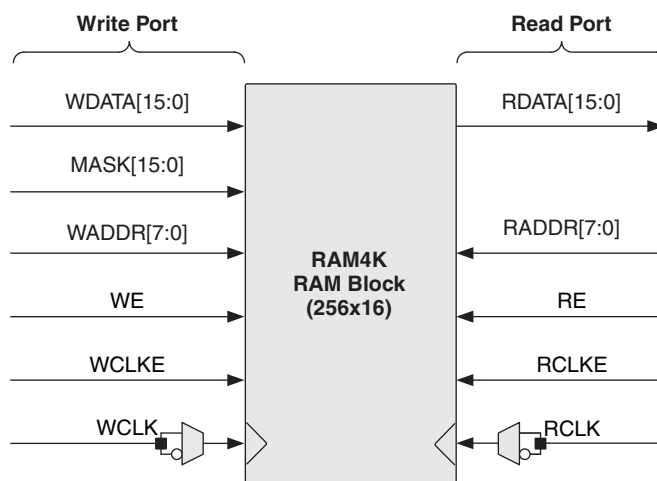 Write Port
Read Port
WDATA[15:0]
RDATA[15:0]
MASK[15:0]
WADDR[7:0]
RADDR[7:0]
RAM4K
RAM Block
(256x16)
WE
RE
WCLKE
RCLKE
WCLK
RCLK